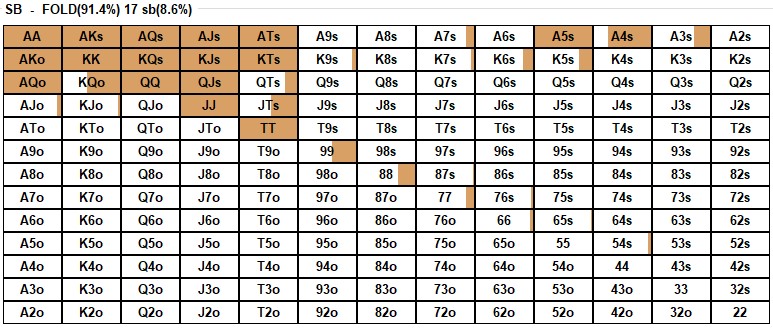 SB - FOLD(91.4%) 17 sb(8.6%)
AA AKs AQs AJs ATs A9s A8s A7s A6s A5s A4s A3s A2s
AKo KK KQs KJs KTs K9s K8s K7s K6s K5s K4s K3s K2s
AQo KQo QQ QJs QTs Q9s Q8s Q7s Q6s Q5s Q4s Q3s Q2s
AJo KJo QJo JJ JTs J9s J8s J7s J6s J5s J4s J3s J2s
ATo KTo QTo JTo TT T9s T8s T7s T6s T5s T4s T3s T2s
A9o K9o Q9o J9o T9o 99 98s 97s 96s 95s 94s 93s 92s
A8o K8o Q8o J8o T8o 98o 88 87s 86s 85s 84s 83s 82s
A7o K7o Q7o J7o T7o 97o 87o 77 76s 75s 74s 73s 72s
A6o K6o Q6o J6o T6o 96o 86o 76o 66 65s 64s 63s 62s
A5o K5o Q5o J5o T5o 95o 85o 75o 65o 55 54s 53s 52s
A4o K4o Q4o J4o T4o 94o 84o 74o 64o 54o 44 43s 42s
A3o K3o Q3o J3o T3o 93o 83o 73o 63o 53o 43o 33 32s
A2o K2o Q2o J2o T2o 92o 82o 72o 62o 52o 42o 32o 22